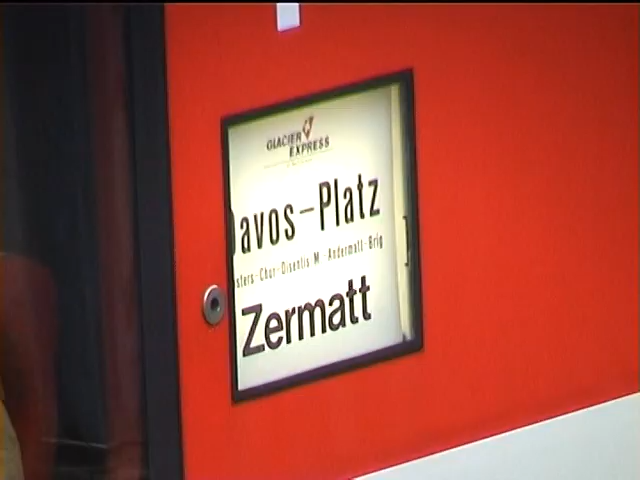 GLACIER
EXPRESS
avos-Platz
sters-Chur-Disentis M.-Andermatt-Brig
Zermatt